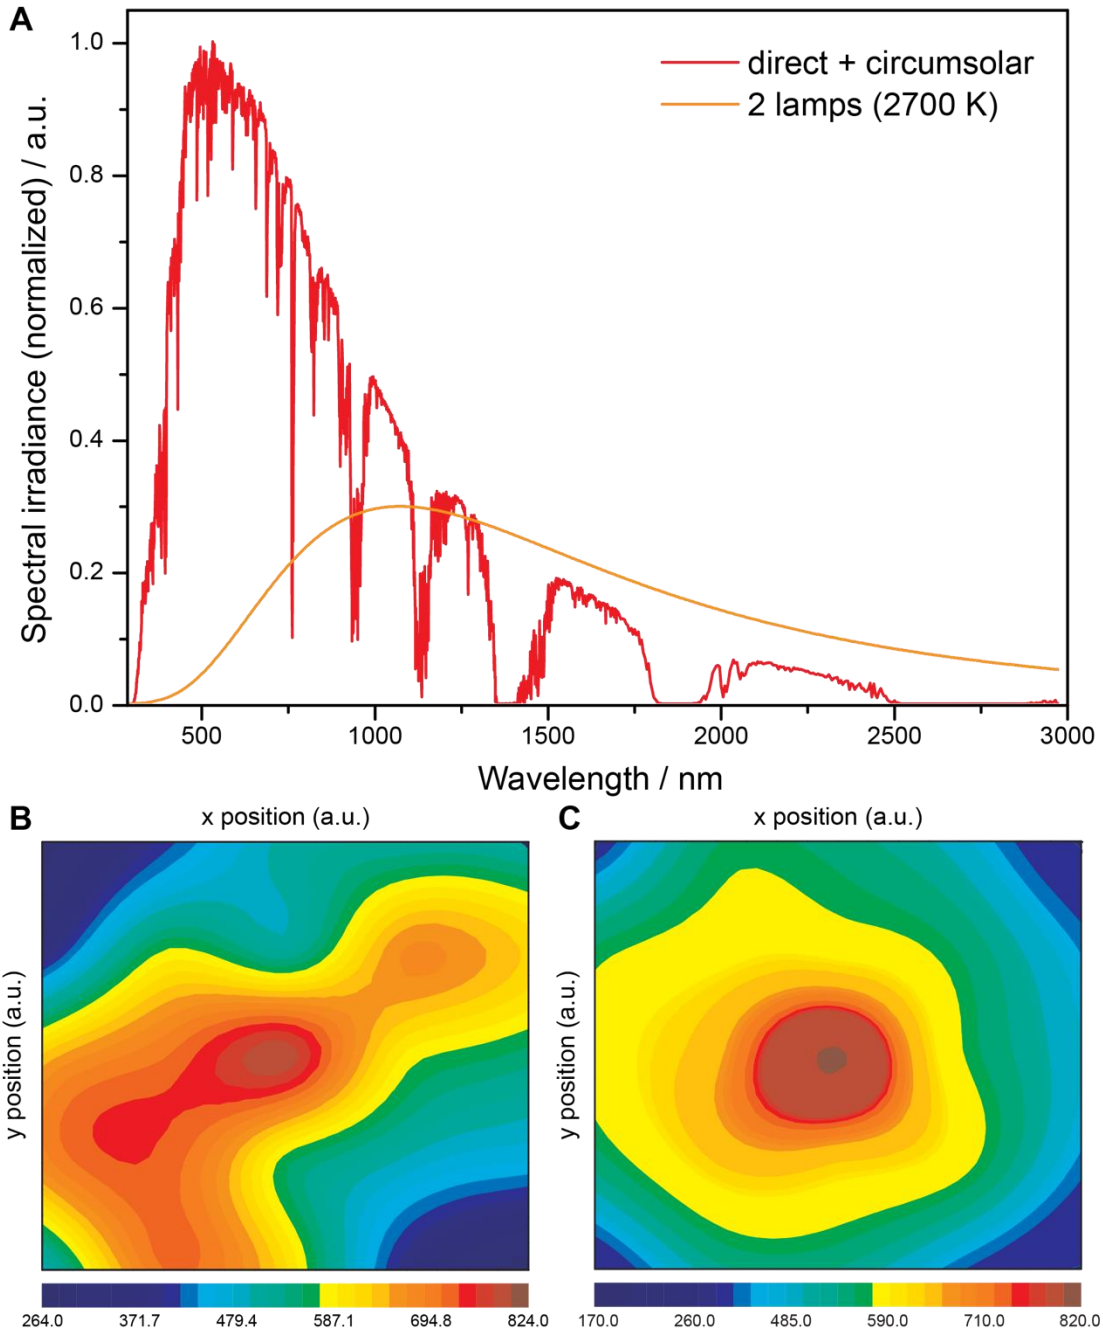 A
direct + circumsolar
2 lamps (2700 K)
Spectral irradiance (normalized) / a.u.
1.0
0.8
0.6
0.4
0.2
0.0
500 1000 1500 2000 2500 3000
Wavelength / nm
B
x position (a.u.)
y position (a.u.)
264.0 371.7 479.4 587.1 694.8 824.0
C
x position (a.u.)
y position (a.u.)
170.0 260.0 485.0 590.0 710.0 820.0